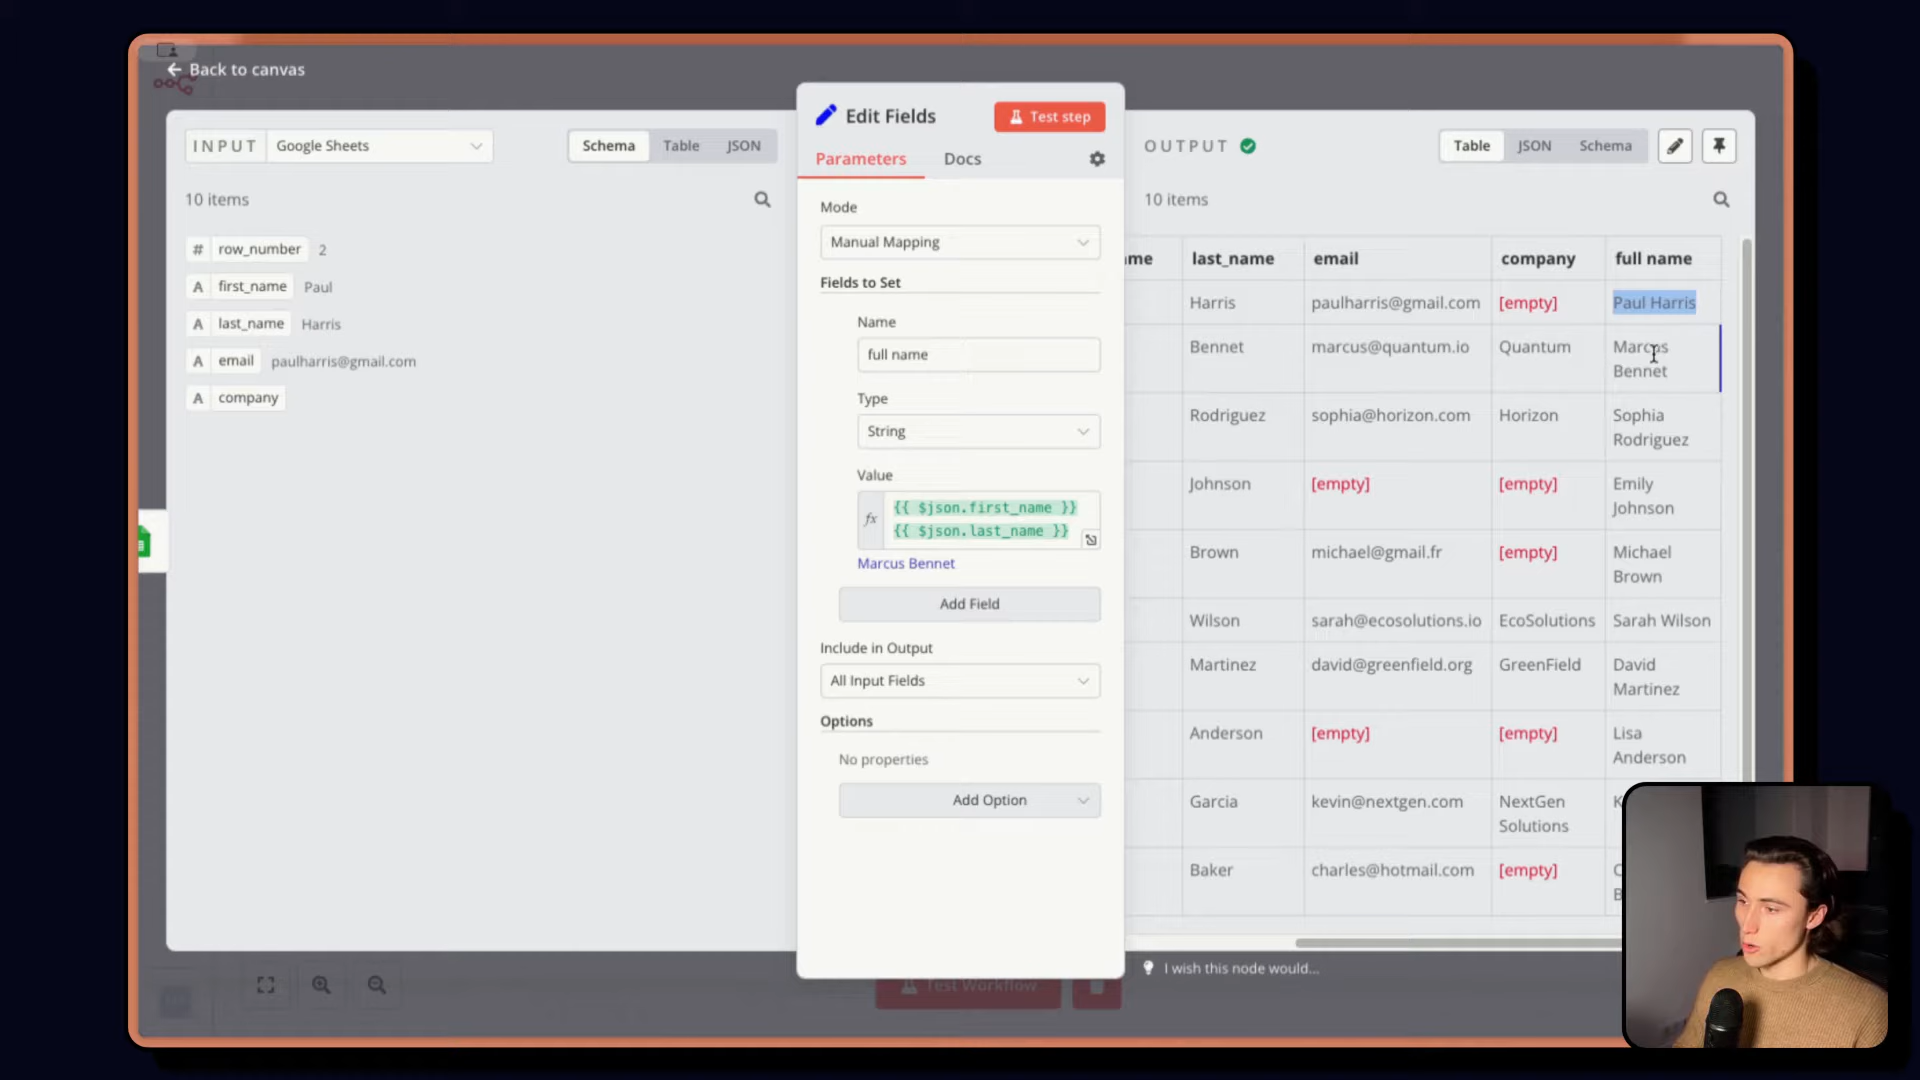 Back to canvas
INPUT Google Sheets
Schema Table JSON
10 items
# row_number 2
A first_name Paul
A last_name Harris
A email paulharris@gmail.com
A company
Edit Fields
Test step
Parameters Docs
Mode
Manual Mapping
Fields to Set
Name
full name
Type
String
Value
fx {{ $json.first_name }}
{{ $json.last_name }}
Marcus Bennet
Add Field
Include in Output
All Input Fields
Options
No properties
Add Option
Test Workflow
OUTPUT
Table JSON Schema
10 items
me last_name email company full name
Harris paulharris@gmail.com [empty] Paul Harris
Bennet marcus@quantum.io Quantum Marcus
Bennet
Rodriguez sophia@horizon.com Horizon Sophia
Rodriguez
Johnson [empty] [empty] Emily
Johnson
Brown michael@gmail.fr [empty] Michael
Brown
Wilson sarah@ecosolutions.io EcoSolutions Sarah Wilson
Martinez david@greenfield.org GreenField David
Martinez
Anderson [empty] [empty] Lisa
Anderson
Garcia kevin@nextgen.com NextGen
Solutions
Baker charles@hotmail.com [empty]
I wish this node would...